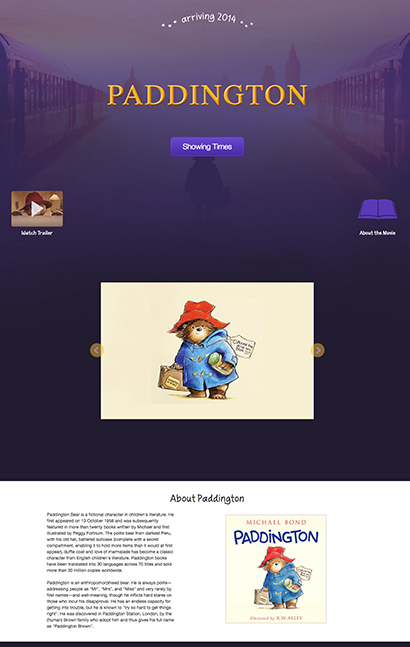 arriving 2014
PADDINGTON
Showing Times
Watch Trailer
About the Movie
About Paddington
Paddington Bear is a fictional character in children's literature. He
first appeared on 13 October 1958 and was subsequently
featured in more than twenty books written by Michael and first
illustrated by Peggy Fortnum. The polite bear from darkest Peru,
with his old hat, battered suitcase (complete with a secret
compartment, enabling it to hold more items than it would at first
appear), duffle coat and love of marmalade has become a classic
character from English children's literature. Paddington books
have been translated into 30 languages across 70 titles and sold
more than 30 million copies worldwide.
Paddington is an anthropomorphised bear. He is always polite—
addressing people as "Mr", "Mrs", and "Miss" and very rarely by
first names—and well-meaning, though he inflicts hard stares on
those who incur his disapproval. He has an endless capacity for
getting into trouble, but he is known to "try so hard to get things
right". He was discovered in Paddington Station, London, by the
(human) Brown family who adopt him and thus gives his full name
as "Paddington Brown".
MICHAEL BOND
PADDINGTON
Illustrated by R.W. ALLEY